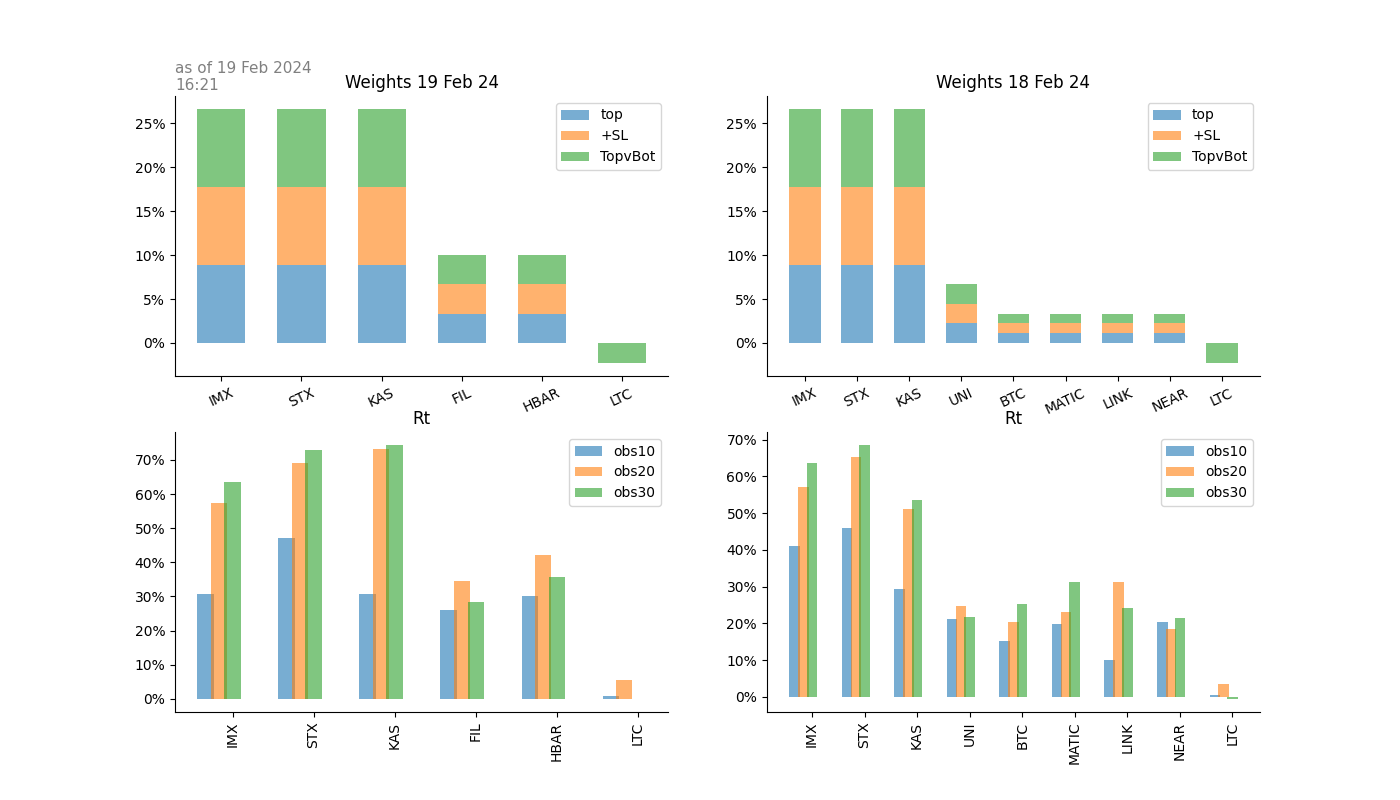 as of 19 Feb 2024
16:21
Weights 19 Feb 24
25%
20%
15%
10%
5%
0%
top
+SL
TopvBot
IMX
STX
KAS
FIL
HBAR
LTC
Weights 18 Feb 24
25%
20%
15%
10%
5%
0%
top
+SL
TopvBot
IMX
STX
KAS
UNI
BTC
MATIC
LINK
NEAR
LTC
Rt
70%
60%
50%
40%
30%
20%
10%
0%
obs10
obs20
obs30
IMX
STX
KAS
FIL
HBAR
LTC
Rt
70%
60%
50%
40%
30%
20%
10%
0%
obs10
obs20
obs30
IMX
STX
KAS
UNI
BTC
MATIC
LINK
NEAR
LTC